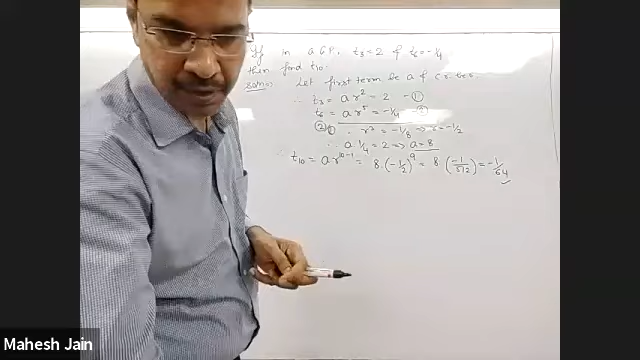 If in a G.P. t₃ = 2 & t₆ = -1/4
then find t₁₀.
Soln: Let first term be a & c.r. be r.
∴ t₃ = ar² = 2 —①
t₆ = ar⁵ = -1/4 —②
②/① ∴ r³ = -1/8 ⇒ r = -1/2
∴ a 1/4 = 2 ⇒ a = 8
∴ t₁₀ = ar¹⁰⁻¹ = 8·(-1/2)⁹ = 8(-1/512) = -1/64
Mahesh Jain